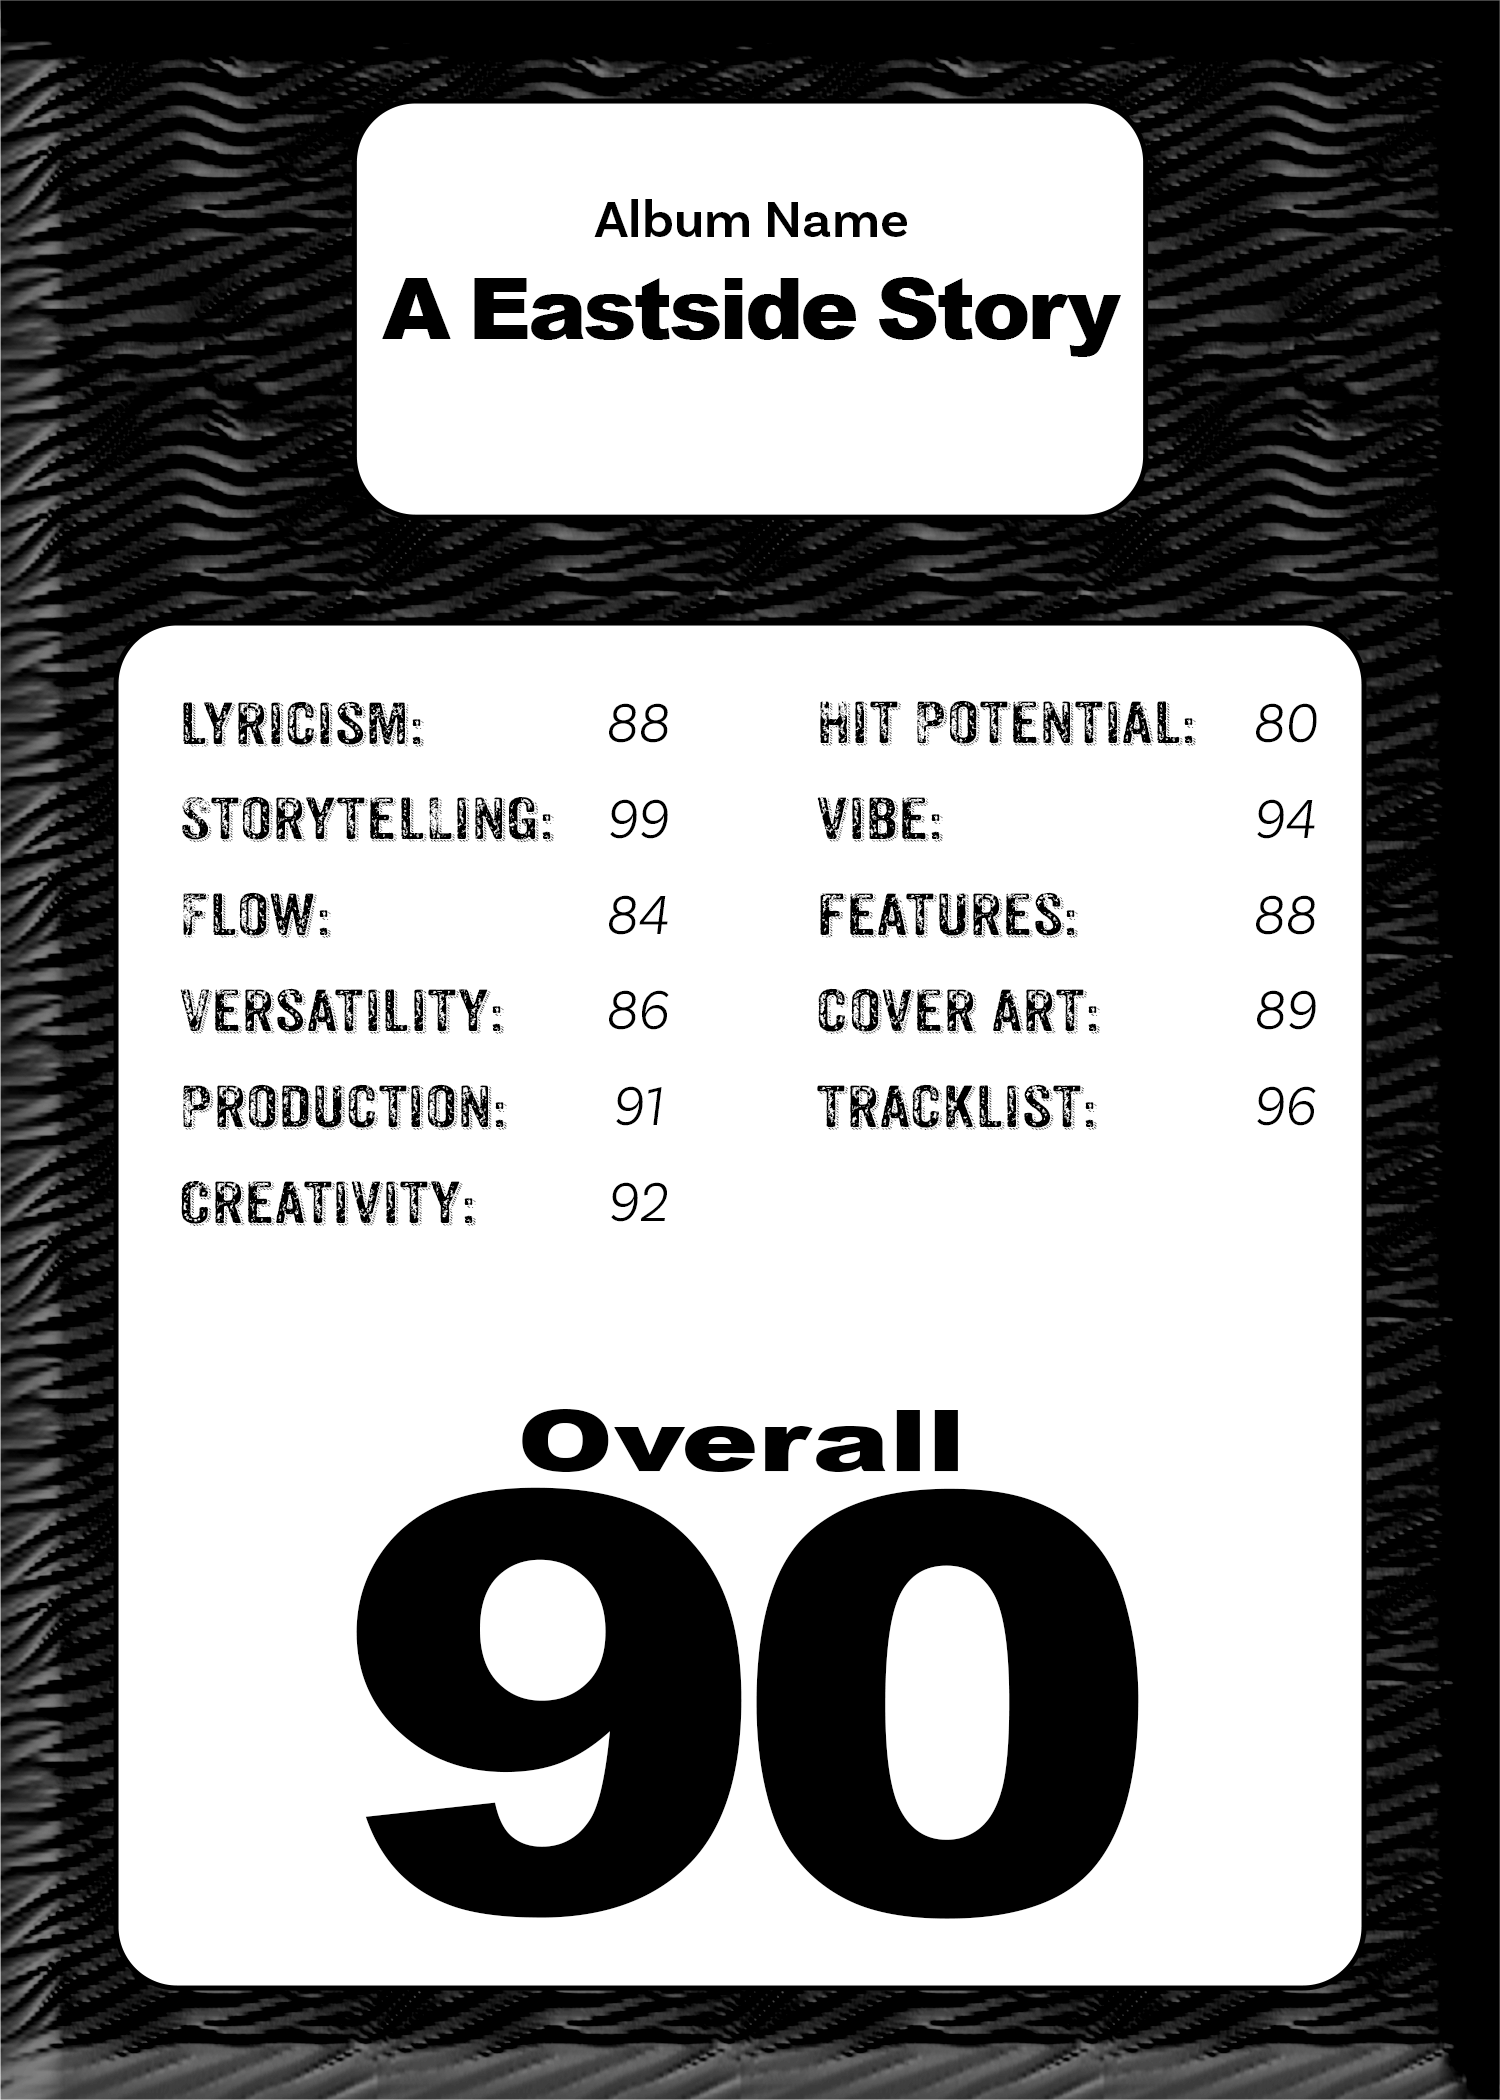 Album Name
A Eastside Story
LYRICISM: 88
STORYTELLING: 99
FLOW: 84
VERSATILITY: 86
PRODUCTION: 91
CREATIVITY: 92
HIT POTENTIAL: 80
VIBE: 94
FEATURES: 88
COVER ART: 89
TRACKLIST: 96
Overall
90